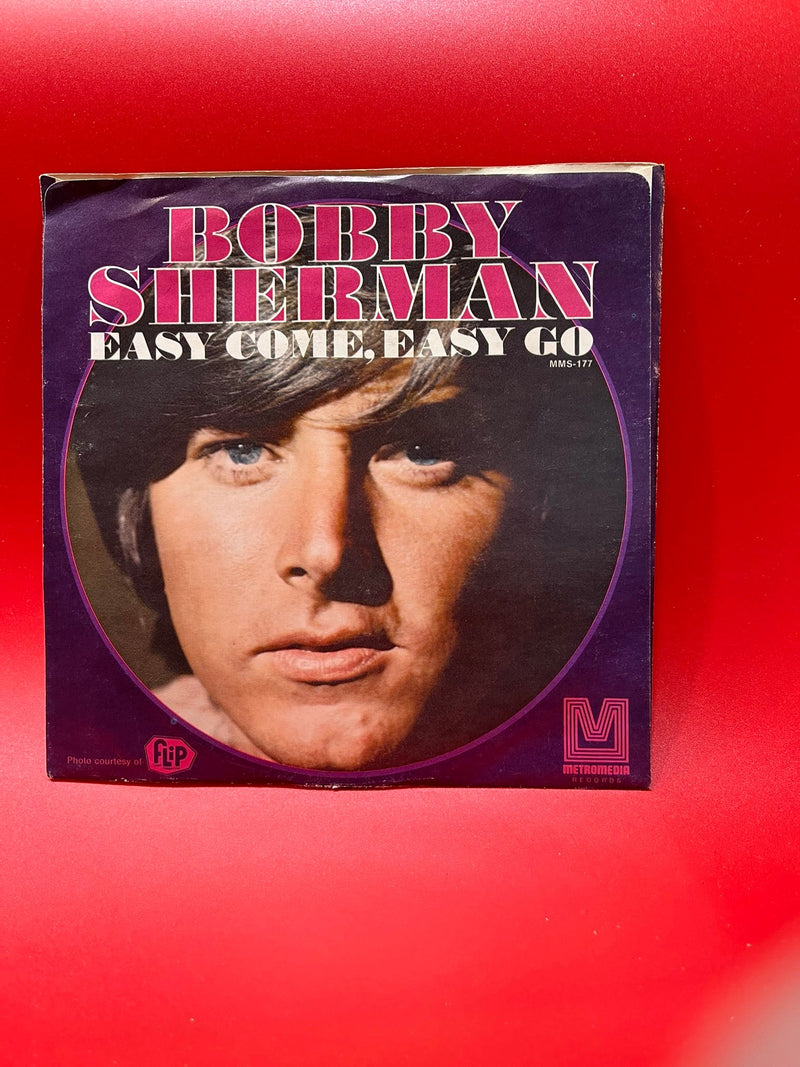 BOBBY
SHERMAN
EASY COME, EASY GO
MMS-177
Photo courtesy of FLiP
METROMEDIA
RECORDS